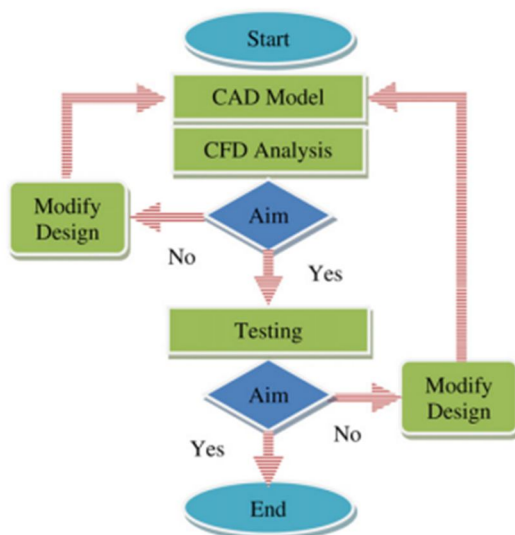 Start
CAD Model
CFD Analysis
Modify
Design
Aim
No
Yes
Testing
Aim
Modify
Design
No
Yes
End